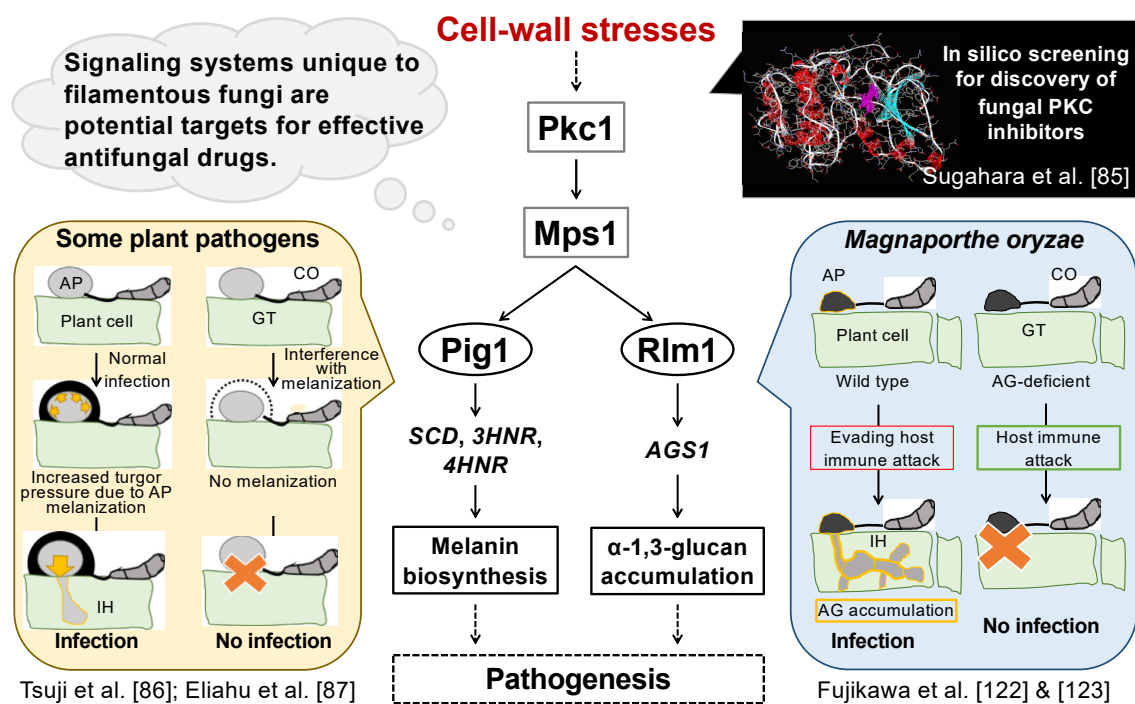 Cell-wall stresses
Signaling systems unique to
filamentous fungi are
potential targets for effective
antifungal drugs.
In silico screening
for discovery of
fungal PKC
inhibitors
Sugahara et al. [85]
Pkc1
Mps1
Pig1
Rlm1
SCD, 3HNR,
4HNR
AGS1
Melanin
biosynthesis
α-1,3-glucan
accumulation
Pathogenesis
Some plant pathogens
AP
CO
Plant cell
GT
Normal
infection
Interference
with
melanization
Increased turgor
pressure due to AP
melanization
No melanization
IH
Infection
No infection
Tsuji et al. [86]; Eliahu et al. [87]
Magnaporthe oryzae
AP
CO
Plant cell
GT
Wild type
AG-deficient
Evading host
immune attack
Host immune
attack
IH
AG accumulation
Infection
No infection
Fujikawa et al. [122] & [123]